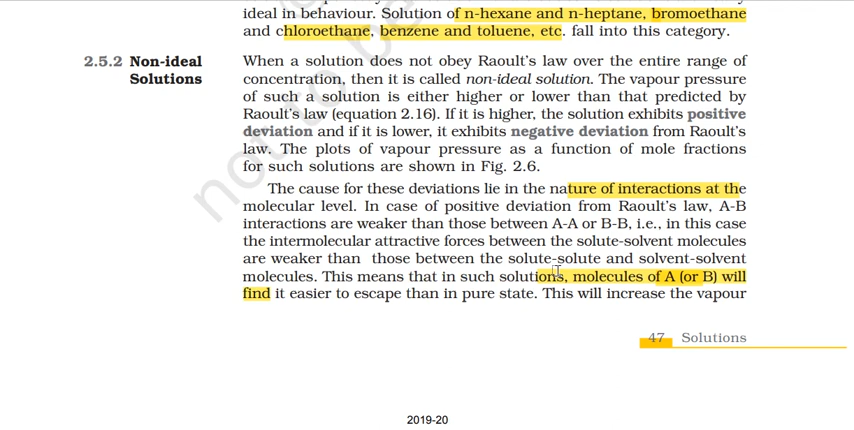 ideal in behaviour. Solution of n-hexane and n-heptane, bromoethane
and chloroethane, benzene and toluene, etc. fall into this category.
2.5.2 Non-ideal Solutions
When a solution does not obey Raoult's law over the entire range of
concentration, then it is called non-ideal solution. The vapour pressure
of such a solution is either higher or lower than that predicted by
Raoult's law (equation 2.16). If it is higher, the solution exhibits positive
deviation and if it is lower, it exhibits negative deviation from Raoult's
law. The plots of vapour pressure as a function of mole fractions
for such solutions are shown in Fig. 2.6.
The cause for these deviations lie in the nature of interactions at the
molecular level. In case of positive deviation from Raoult's law, A-B
interactions are weaker than those between A-A or B-B, i.e., in this case
the intermolecular attractive forces between the solute-solvent molecules
are weaker than those between the solute-solute and solvent-solvent
molecules. This means that in such solutions, molecules of A (or B) will
find it easier to escape than in pure state. This will increase the vapour
47 Solutions
2019-20
not to be